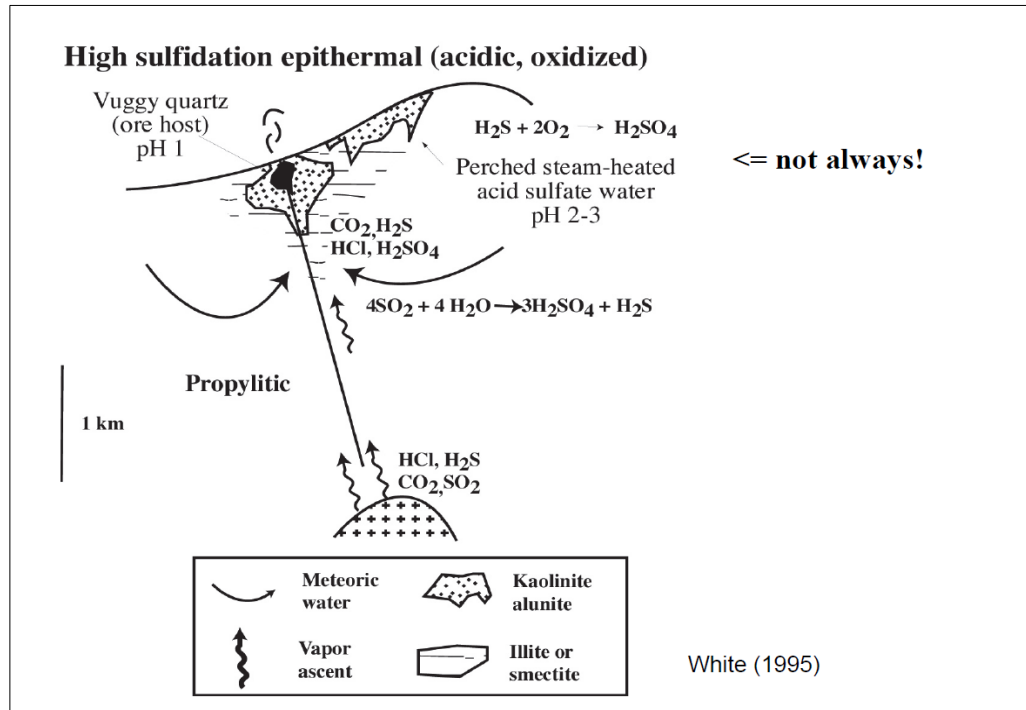 High sulfidation epithermal (acidic, oxidized)
Vuggy quartz
(ore host)
pH 1
H₂S + 2O₂ → H₂SO₄
<= not always!
Perched steam-heated
acid sulfate water
pH 2-3
CO₂,H₂S
HCl, H₂SO₄
4SO₂ + 4 H₂O→3H₂SO₄ + H₂S
Propylitic
1 km
HCl, H₂S
CO₂,SO₂
Meteoric
water
Kaolinite
alunite
Vapor
ascent
Illite or
smectite
White (1995)